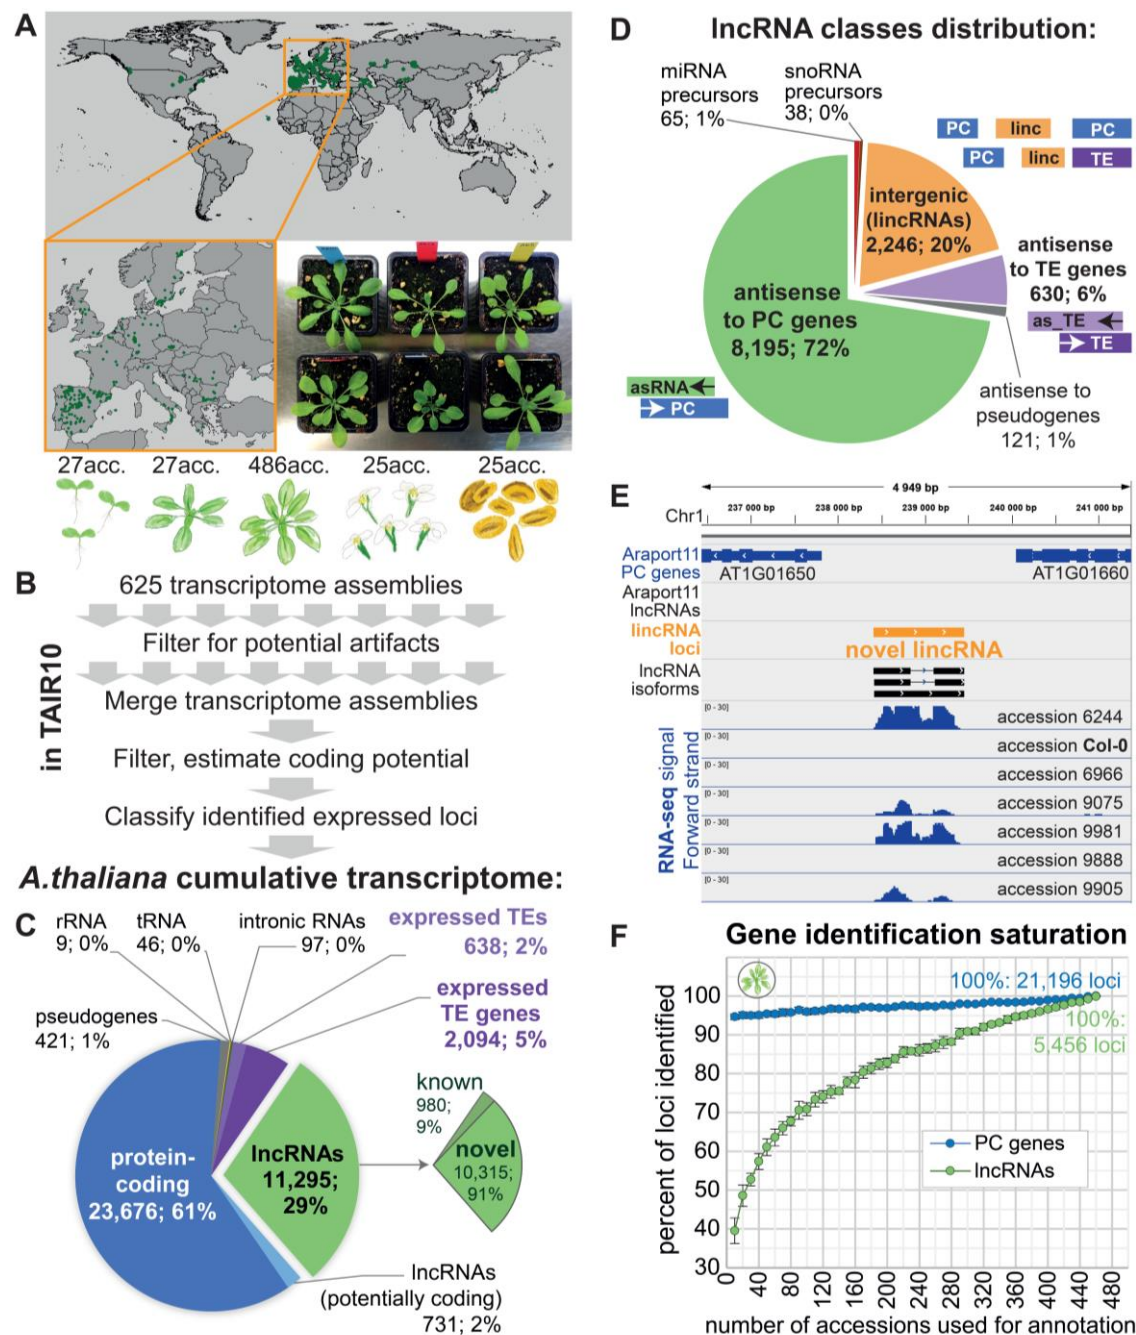 A
27acc. 27acc. 486acc. 25acc. 25acc.
B
in TAIR10
625 transcriptome assemblies
Filter for potential artifacts
Merge transcriptome assemblies
Filter, estimate coding potential
Classify identified expressed loci
A.thaliana cumulative transcriptome:
C
rRNA
9; 0%
tRNA
46; 0%
intronic RNAs
97; 0%
expressed TEs
638; 2%
expressed
TE genes
2,094; 5%
pseudogenes
421; 1%
protein-
coding
23,676; 61%
lncRNAs
11,295;
29%
known
980;
9%
novel
10,315;
91%
lncRNAs
(potentially coding)
731; 2%
D
lncRNA classes distribution:
miRNA
precursors
65; 1%
snoRNA
precursors
38; 0%
PC linc PC
PC linc TE
intergenic
(lincRNAs)
2,246; 20%
antisense
to TE genes
630; 6%
as_TE
TE
antisense
to PC genes
8,195; 72%
asRNA
PC
antisense to
pseudogenes
121; 1%
E
4 949 bp
Chr1
237 000 bp 238 000 bp 239 000 bp 240 000 bp 241 000 bp
Araport11
PC genes
AT1G01650
AT1G01660
Araport11
lncRNAs
lincRNA
loci
novel lincRNA
lncRNA
isoforms
RNA-seq signal
Forward strand
[0 - 30] accession 6244
[0 - 30] accession Col-0
[0 - 30] accession 6966
[0 - 30] accession 9075
[0 - 30] accession 9981
[0 - 30] accession 9888
[0 - 30] accession 9905
F
Gene identification saturation
percent of loci identified
100
90
80
70
60
50
40
30
100%: 21,196 loci
100%:
5,456 loci
PC genes
lncRNAs
0 40 80 120 160 200 240 280 320 360 400 440 480
number of accessions used for annotation